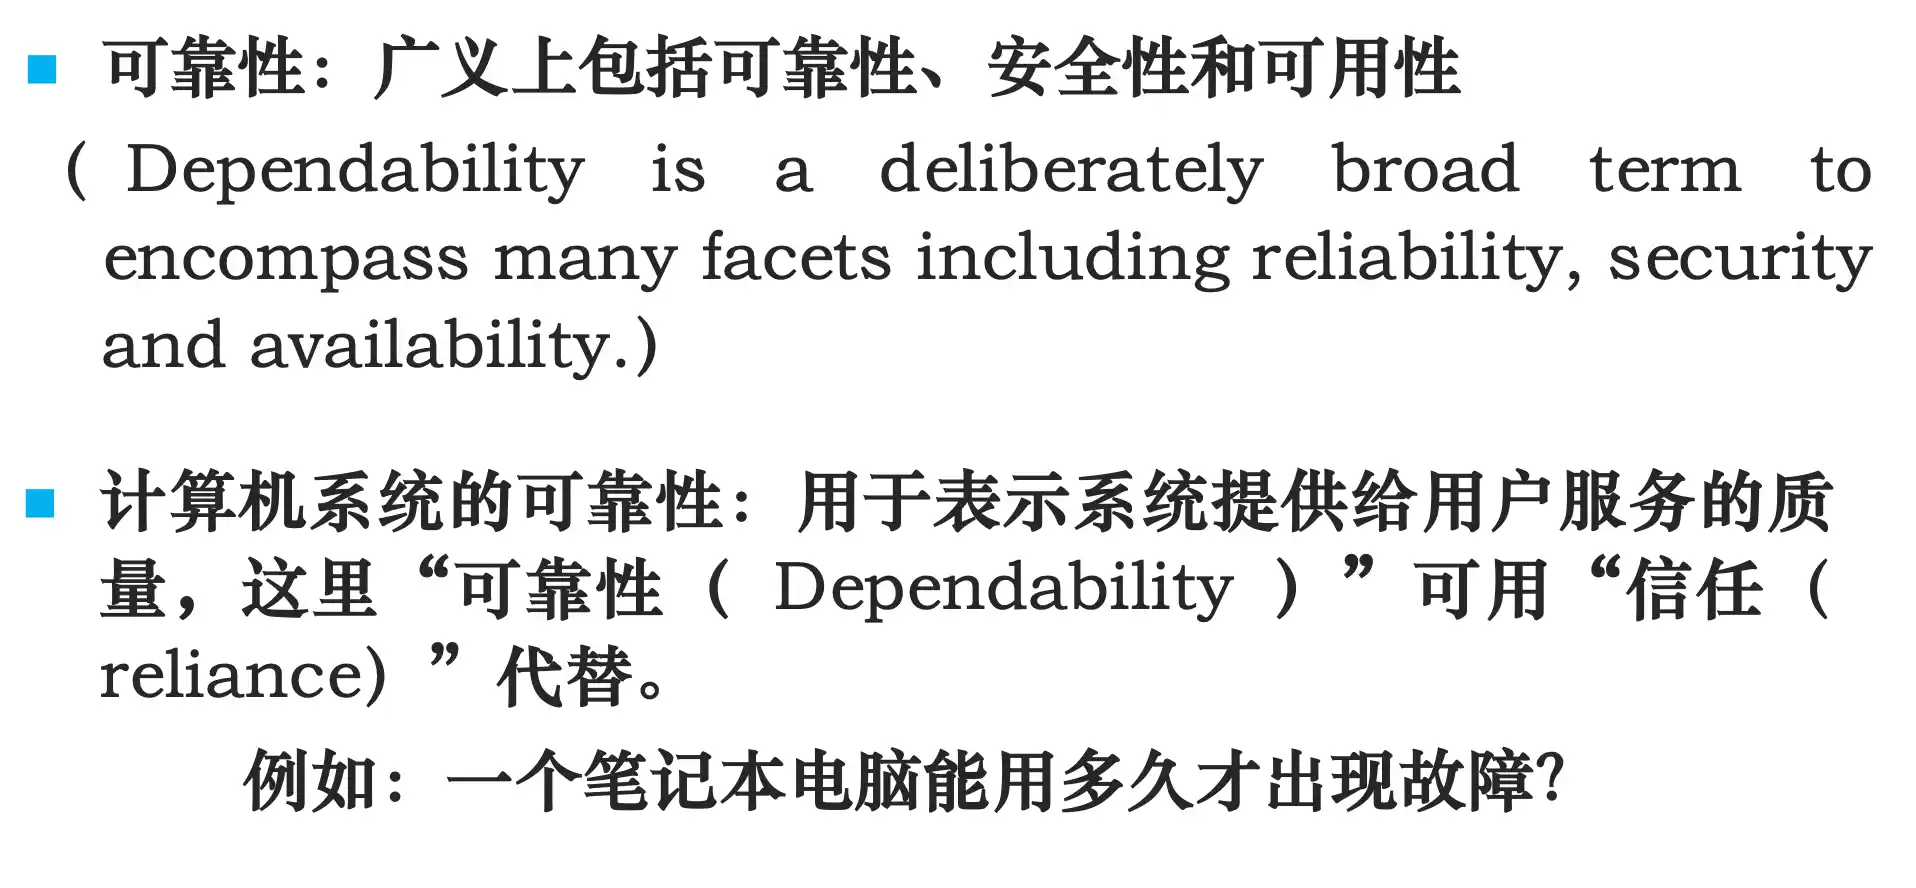 可靠性：广义上包括可靠性、安全性和可用性
（ Dependability is a deliberately broad term to
encompass many facets including reliability, security
and availability.）
计算机系统的可靠性：用于表示系统提供给用户服务的质
量，这里“可靠性（ Dependability ）”可用“信任（
reliance）”代替。
例如：一个笔记本电脑能用多久才出现故障？